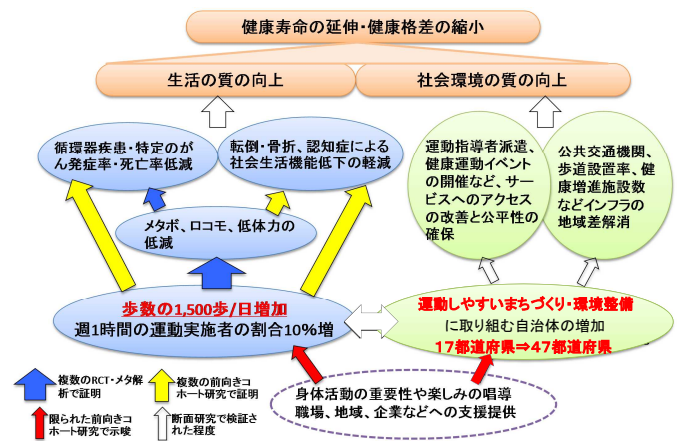 健康寿命の延伸・健康格差の縮小
生活の質の向上
社会環境の質の向上
循環器疾患・特定のが
ん発症率・死亡率低減
転倒・骨折、認知症による
社会生活機能低下の軽減
運動指導者派遣、
健康運動イベント
の開催など、サー
ビスへのアクセス
の改善と公平性の
確保
公共交通機関、
歩道設置率、健
康増進施設数
などインフラの
地域差解消
メタボ、ロコモ、低体力の
低減
歩数の1,500歩/日増加
週1時間の運動実施者の割合10%増
運動しやすいまちづくり・環境整備
に取り組む自治体の増加
17都道府県⇒47都道府県
身体活動の重要性や楽しみの唱導
職場、地域、企業などへの支援提供
複数のRCT・メタ解
析で証明
複数の前向きコ
ホート研究で証明
限られた前向きコ
ホート研究で示唆
断面研究で検証さ
れた程度